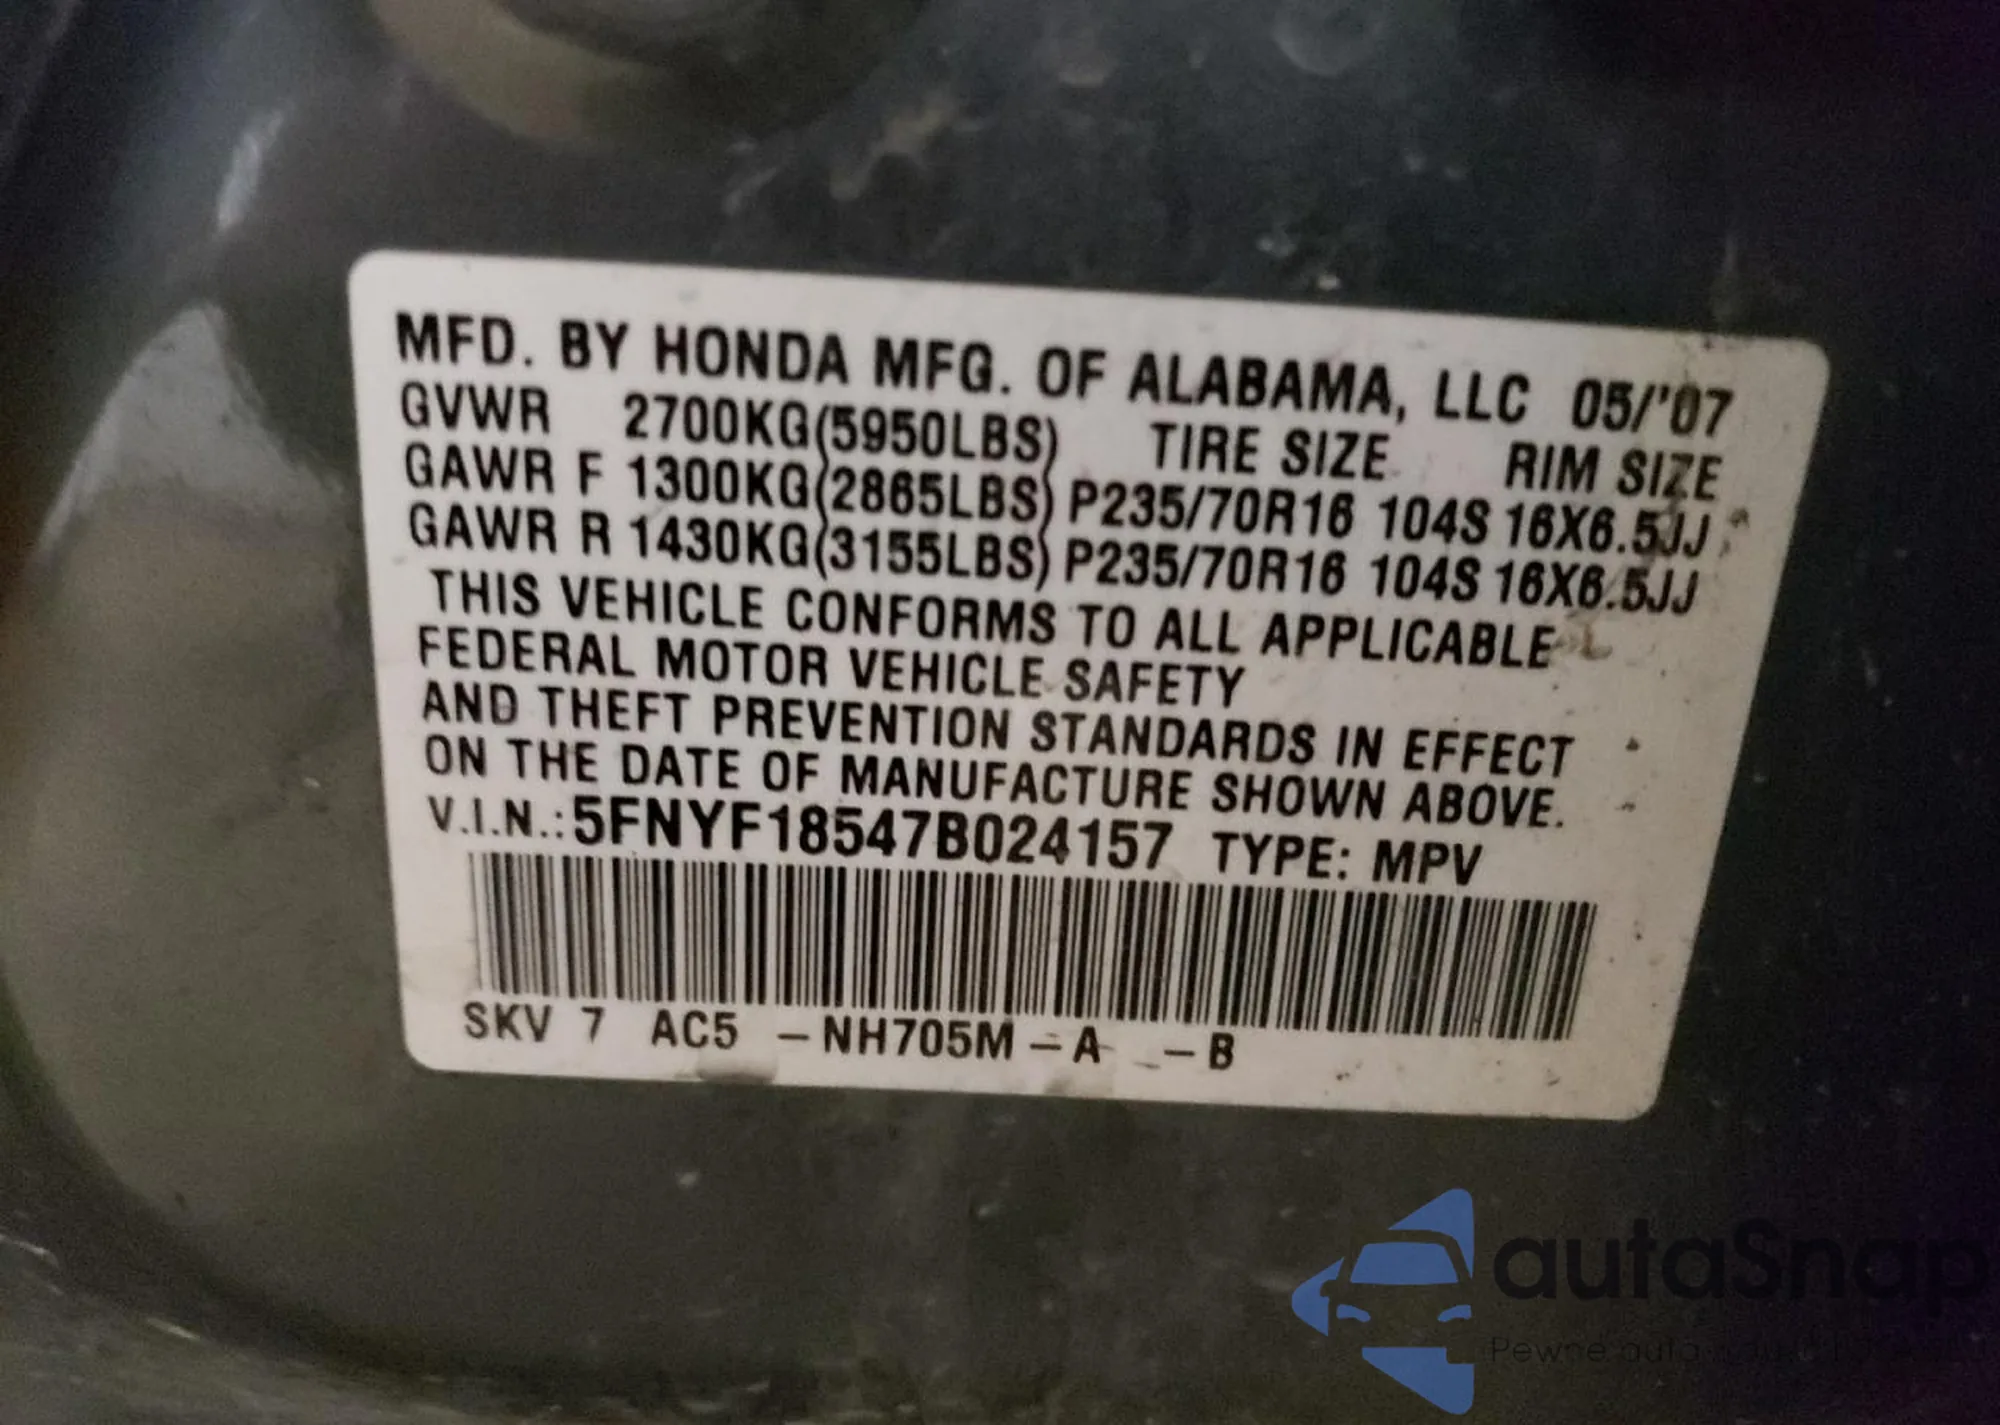 MFD. BY HONDA MFG. OF ALABAMA, LLC 05/'07
GVWR 2700KG(5950LBS) TIRE SIZE RIM SIZE
GAWR F 1300KG(2865LBS) P235/70R16 104S 16X6.5JJ
GAWR R 1430KG(3155LBS) P235/70R16 104S 16X6.5JJ
THIS VEHICLE CONFORMS TO ALL APPLICABLE
FEDERAL MOTOR VEHICLE SAFETY
AND THEFT PREVENTION STANDARDS IN EFFECT
ON THE DATE OF MANUFACTURE SHOWN ABOVE.
V.I.N.: 5FNYF18547B024157 TYPE: MPV
SKV 7 AC5 -NH705M-A -B
autaSnap
Pewne auta